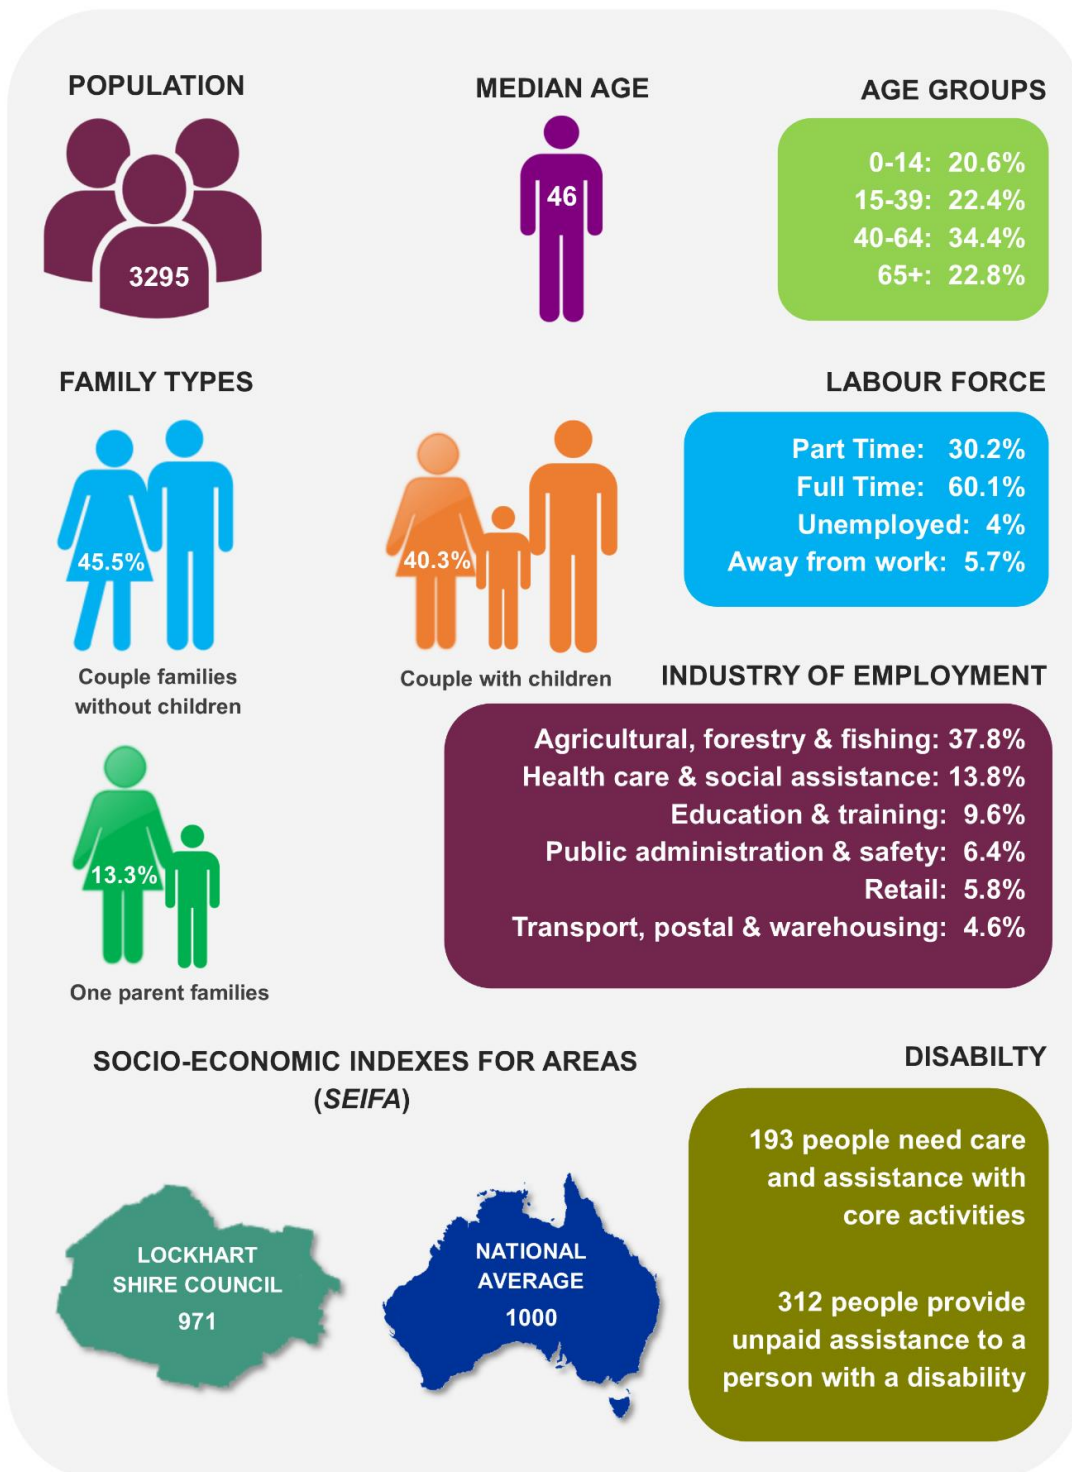 POPULATION
3295
MEDIAN AGE
46
AGE GROUPS
0-14: 20.6%
15-39: 22.4%
40-64: 34.4%
65+: 22.8%
FAMILY TYPES
45.5%
Couple families
without children
40.3%
Couple with children
13.3%
One parent families
LABOUR FORCE
Part Time: 30.2%
Full Time: 60.1%
Unemployed: 4%
Away from work: 5.7%
INDUSTRY OF EMPLOYMENT
Agricultural, forestry & fishing: 37.8%
Health care & social assistance: 13.8%
Education & training: 9.6%
Public administration & safety: 6.4%
Retail: 5.8%
Transport, postal & warehousing: 4.6%
SOCIO-ECONOMIC INDEXES FOR AREAS
(SEIFA)
LOCKHART
SHIRE COUNCIL
971
NATIONAL
AVERAGE
1000
DISABILTY
193 people need care
and assistance with
core activities
312 people provide
unpaid assistance to a
person with a disability